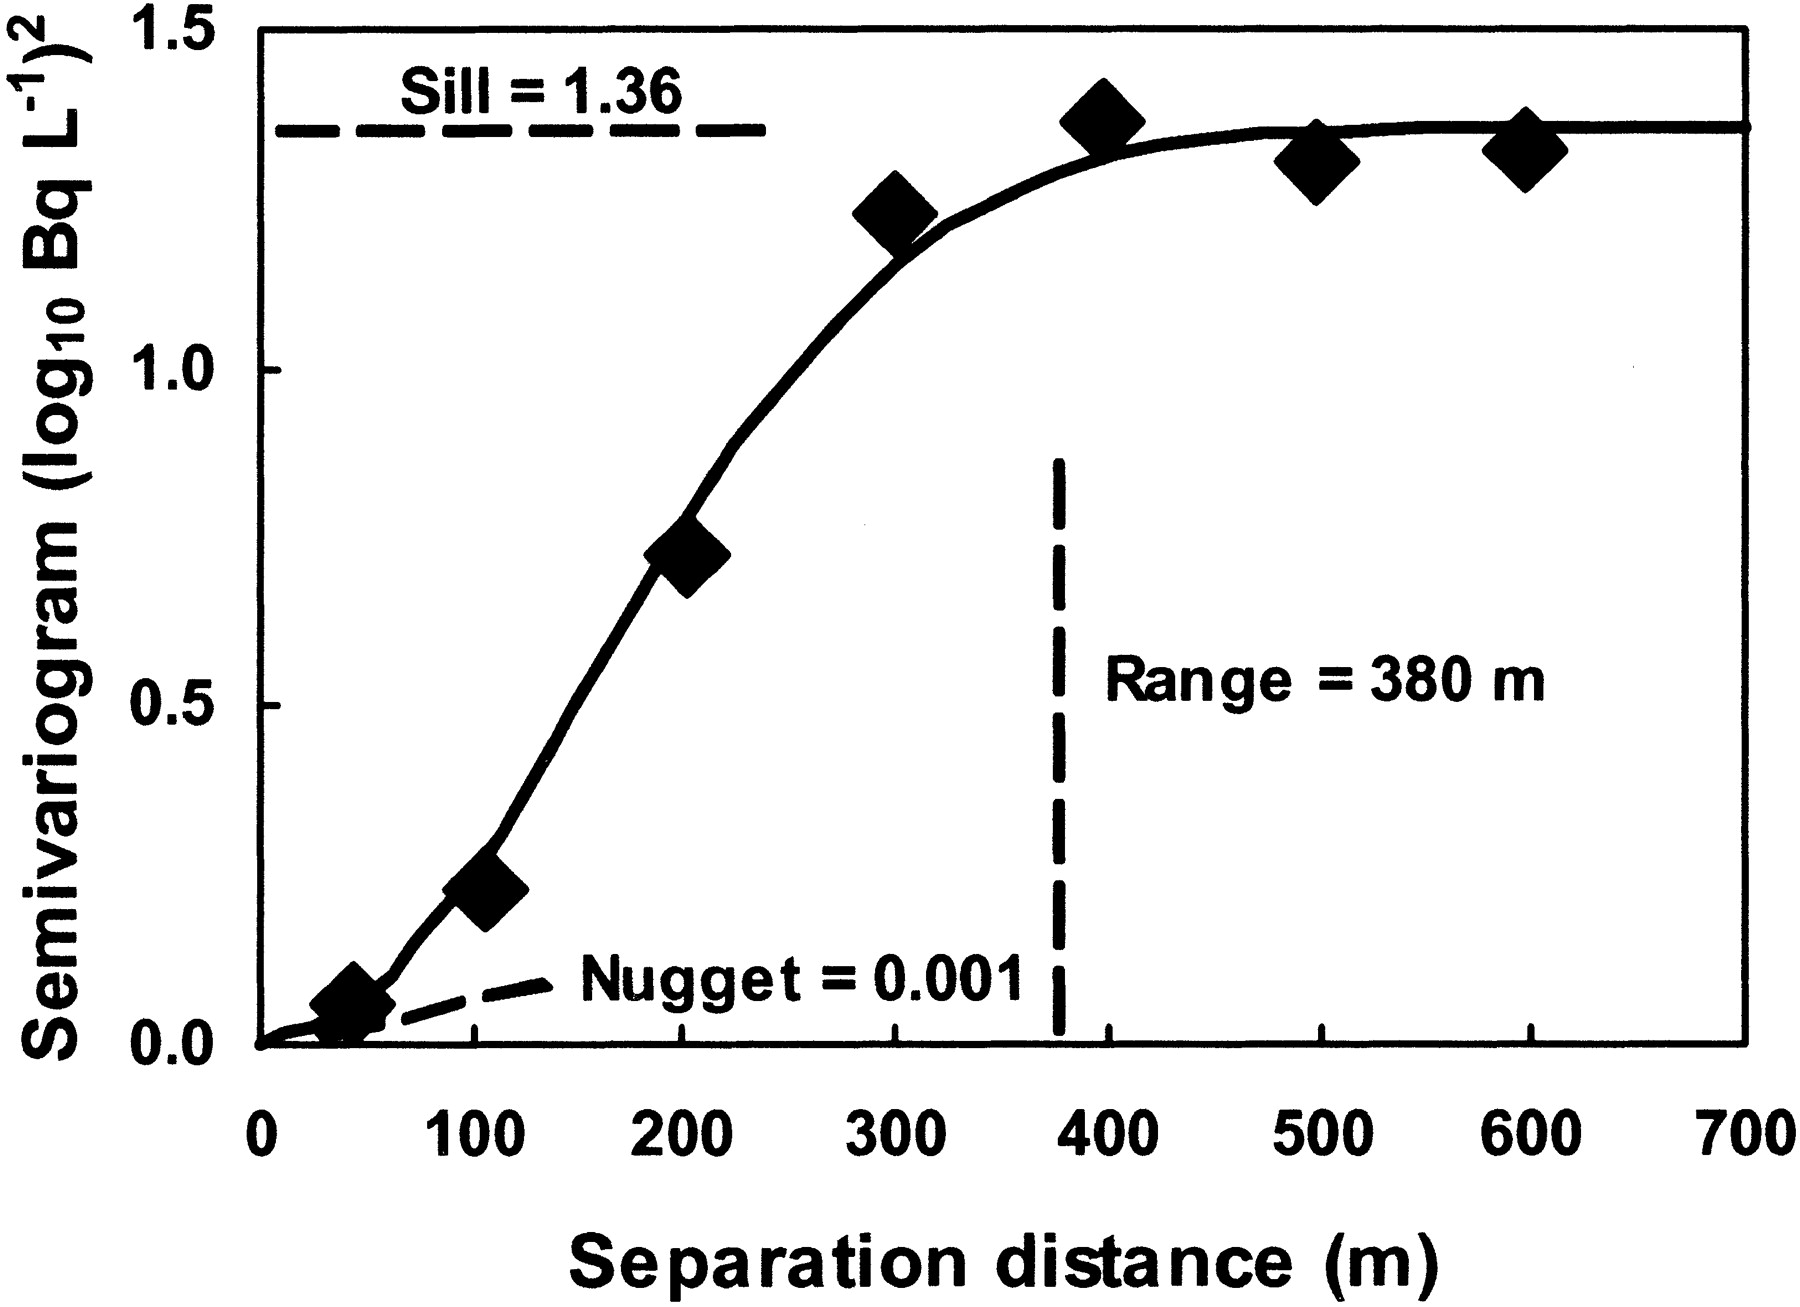 Semivariogram (log₁₀ Bq L⁻¹)²
1.5
1.0
0.5
0.0
Sill = 1.36
Range = 380 m
Nugget = 0.001
0 100 200 300 400 500 600 700
Separation distance (m)